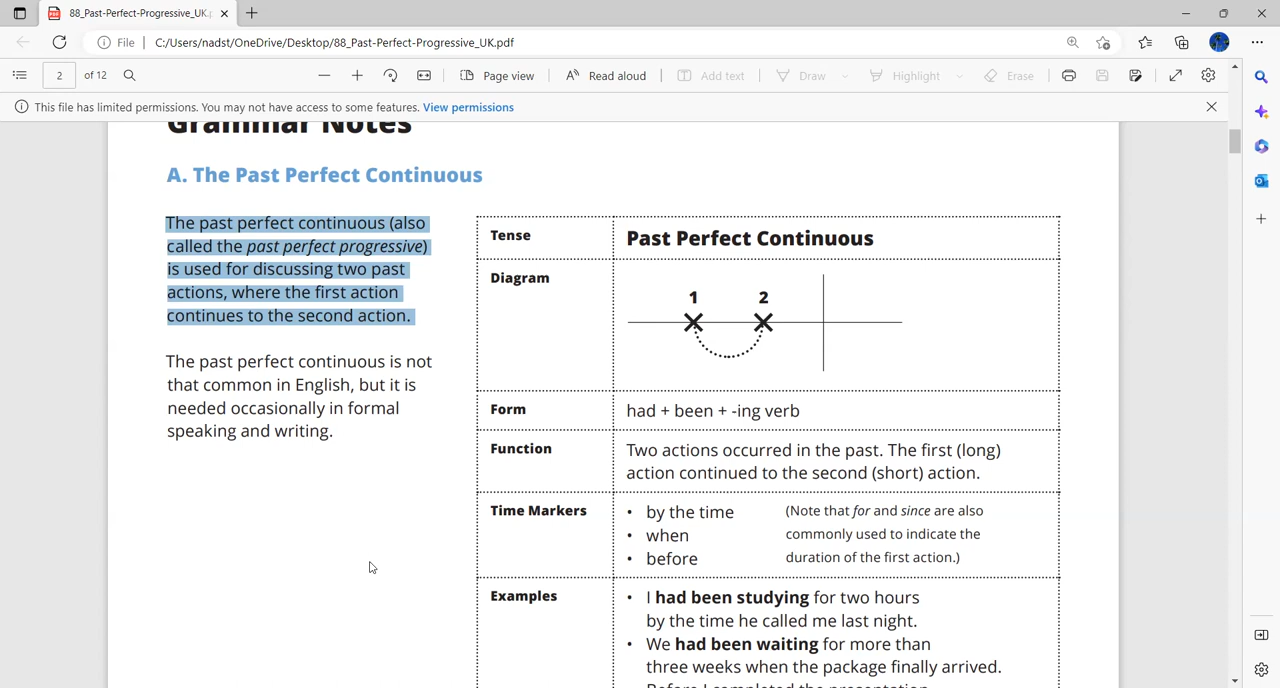 88_Past-Perfect-Progressive_UK.p
File C:/Users/nadst/OneDrive/Desktop/88_Past-Perfect-Progressive_UK.pdf
2 of 12 Page view Read aloud Add text Draw Highlight Erase
This file has limited permissions. You may not have access to some features. View permissions
Grammar Notes
A. The Past Perfect Continuous
The past perfect continuous (also
called the past perfect progressive)
is used for discussing two past
actions, where the first action
continues to the second action.
The past perfect continuous is not
that common in English, but it is
needed occasionally in formal
speaking and writing.
Tense Past Perfect Continuous
Diagram
1 2
Form had + been + -ing verb
Function Two actions occurred in the past. The first (long)
action continued to the second (short) action.
Time Markers
• by the time
• when
• before
(Note that for and since are also
commonly used to indicate the
duration of the first action.)
Examples
• I had been studying for two hours
by the time he called me last night.
• We had been waiting for more than
three weeks when the package finally arrived.
Before I completed the presentation